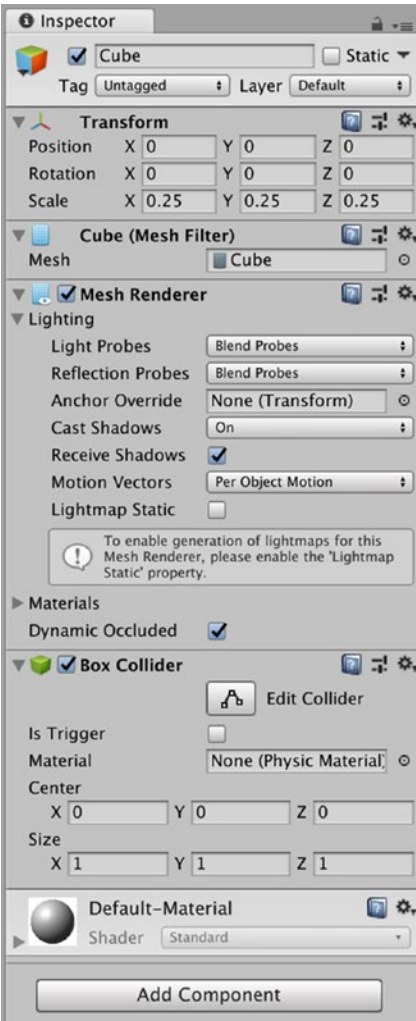 Inspector
Cube Static
Tag Untagged Layer Default
Transform
Position X 0 Y 0 Z 0
Rotation X 0 Y 0 Z 0
Scale X 0.25 Y 0.25 Z 0.25
Cube (Mesh Filter)
Mesh Cube
Mesh Renderer
Lighting
Light Probes Blend Probes
Reflection Probes Blend Probes
Anchor Override None (Transform)
Cast Shadows On
Receive Shadows
Motion Vectors Per Object Motion
Lightmap Static
To enable generation of lightmaps for this
Mesh Renderer, please enable the 'Lightmap
Static' property.
Materials
Dynamic Occluded
Box Collider
Edit Collider
Is Trigger
Material None (Physic Material)
Center
X 0 Y 0 Z 0
Size
X 1 Y 1 Z 1
Default-Material
Shader Standard
Add Component